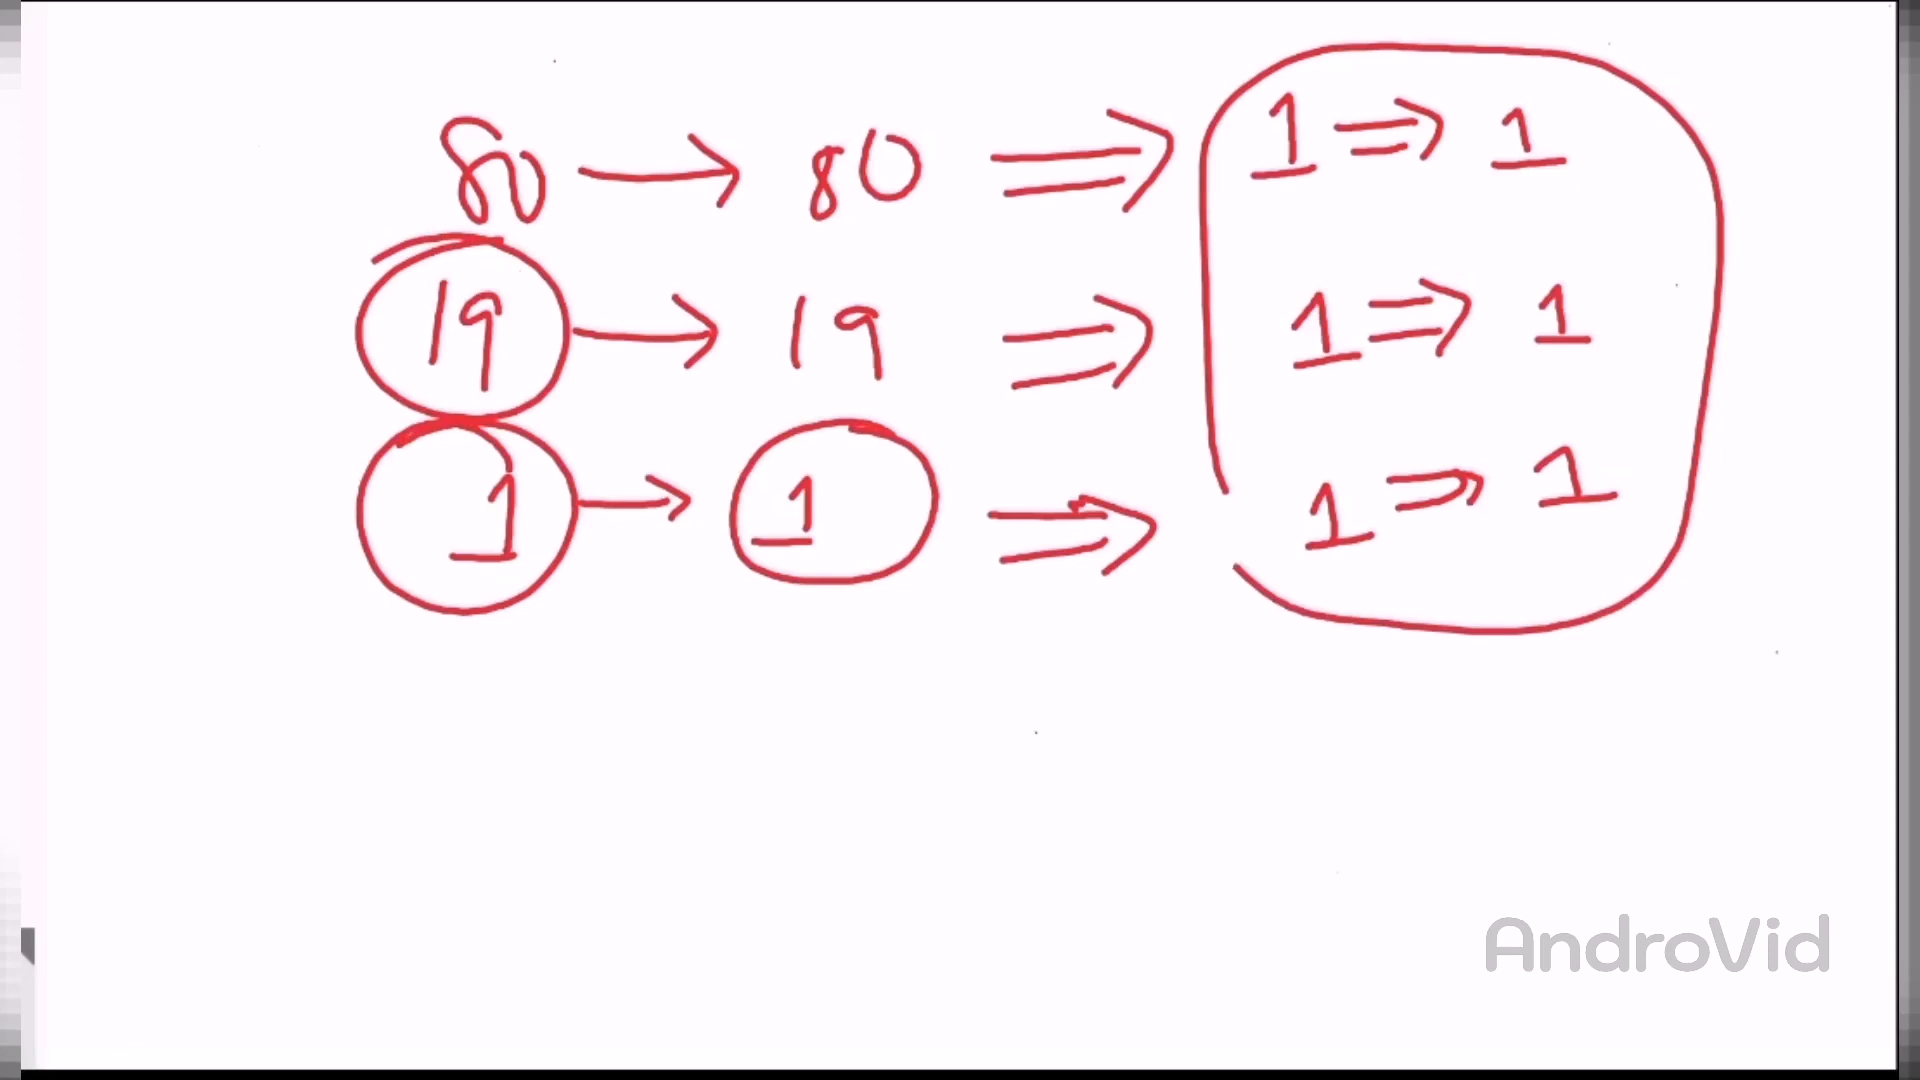 80 → 80 ⇒ 1 ⇒ 1
19 → 19 ⇒ 1 ⇒ 1
1 → 1 ⇒ 1 ⇒ 1
AndroVid